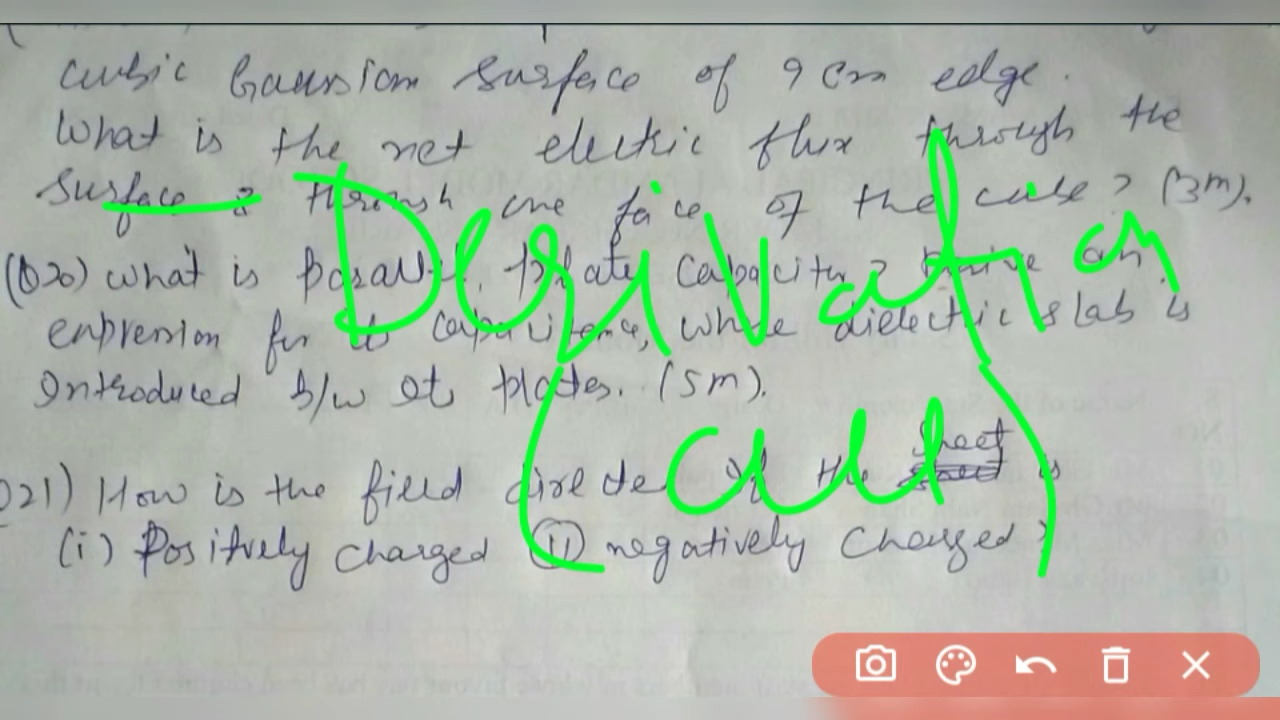 cubic Gaussian surface of 9 cm edge.
What is the net electric flux through the
surface & through one face of the cube? (3m).
(Q20) What is parallel plate capacitor? Derive an
expression for its capacitance, whose dielectric slab is
introduced b/w its plates. (5m).
Q21) How is the field directed if the sheet is
(i) Positively charged (ii) negatively charged?
Derivation
(all)